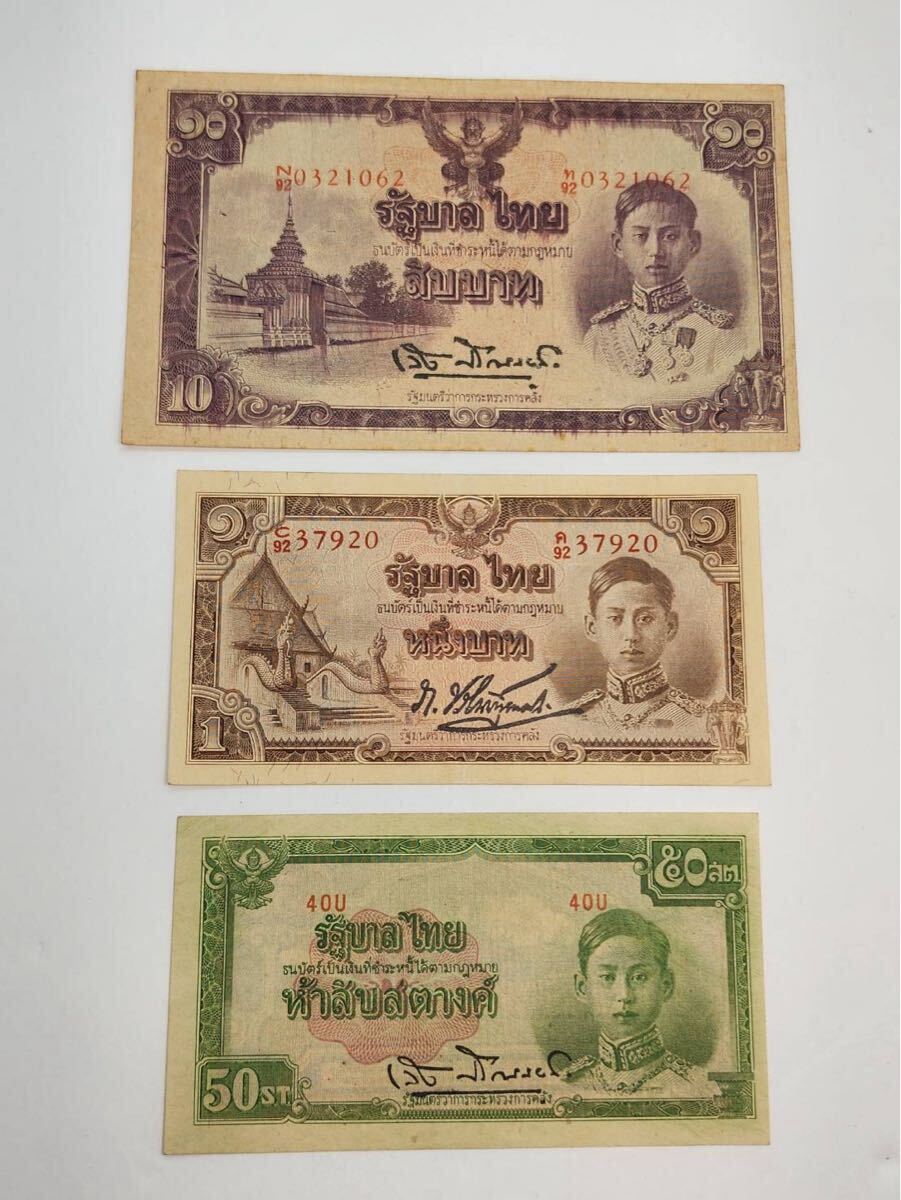 ๑๐ ๑๐
N/92 0321062 ท/92 0321062
รัฐบาล ไทย
ธนบัตร์เป็นเงินที่ชำระหนี้ได้ตามกฎหมาย
สิบบาท
รัฐมนตรีว่าการกระทรวงการคลัง
10
๑ ๑
C/92 37920 ค/92 37920
รัฐบาล ไทย
ธนบัตร์เป็นเงินที่ชำระหนี้ได้ตามกฎหมาย
หนึ่งบาท
รัฐมนตรีว่าการกระทรวงการคลัง
1
๕๐สต
40U 40U
รัฐบาล ไทย
ธนบัตร์เป็นเงินที่ชำระหนี้ได้ตามกฎหมาย
ห้าสิบสตางค์
50ST
รัฐมนตรีว่าการกระทรวงการคลัง